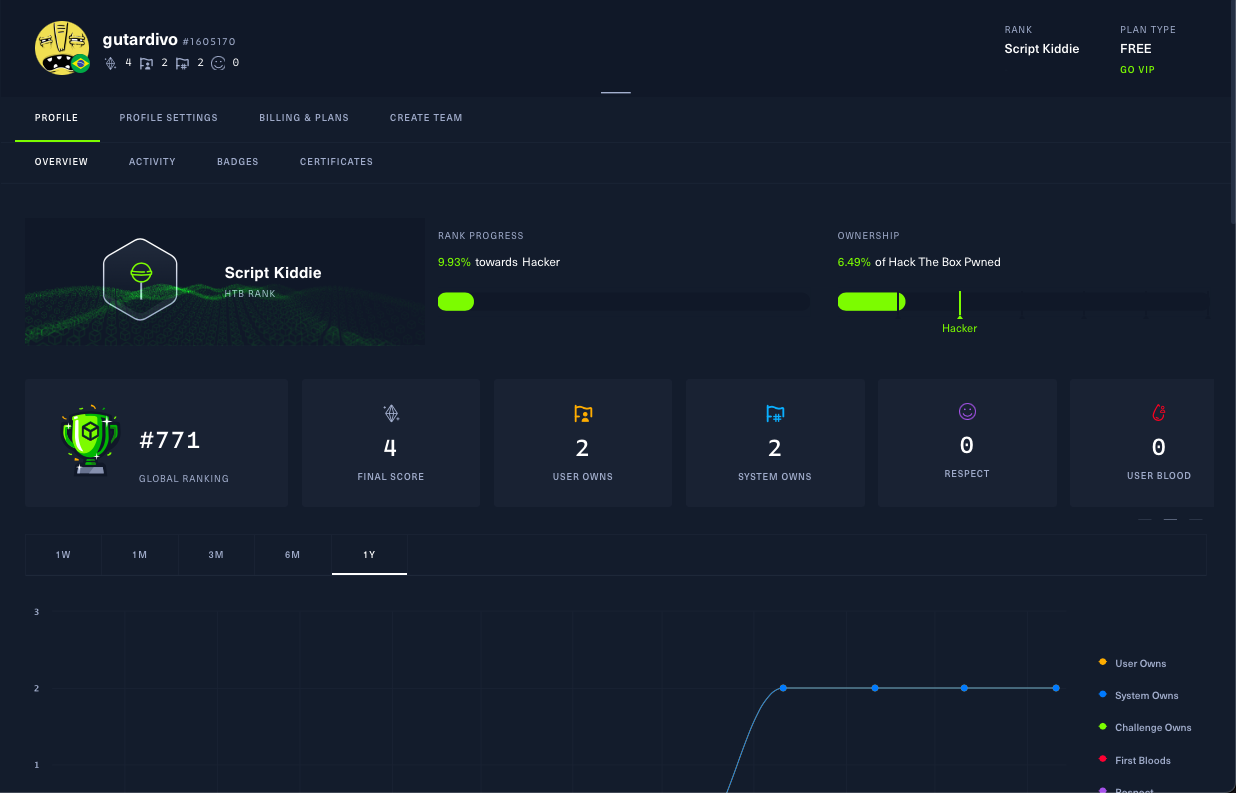 gutardivo #1605170
4 2 2 0
RANK
Script Kiddie
PLAN TYPE
FREE
GO VIP
PROFILE PROFILE SETTINGS BILLING & PLANS CREATE TEAM
OVERVIEW ACTIVITY BADGES CERTIFICATES
Script Kiddie
HTB RANK
RANK PROGRESS
9.93% towards Hacker
OWNERSHIP
6.49% of Hack The Box Pwned
Hacker
#771
GLOBAL RANKING
4
FINAL SCORE
2
USER OWNS
2
SYSTEM OWNS
0
RESPECT
0
USER BLOOD
1W 1M 3M 6M 1Y
3
2
1
User Owns
System Owns
Challenge Owns
First Bloods
Respect